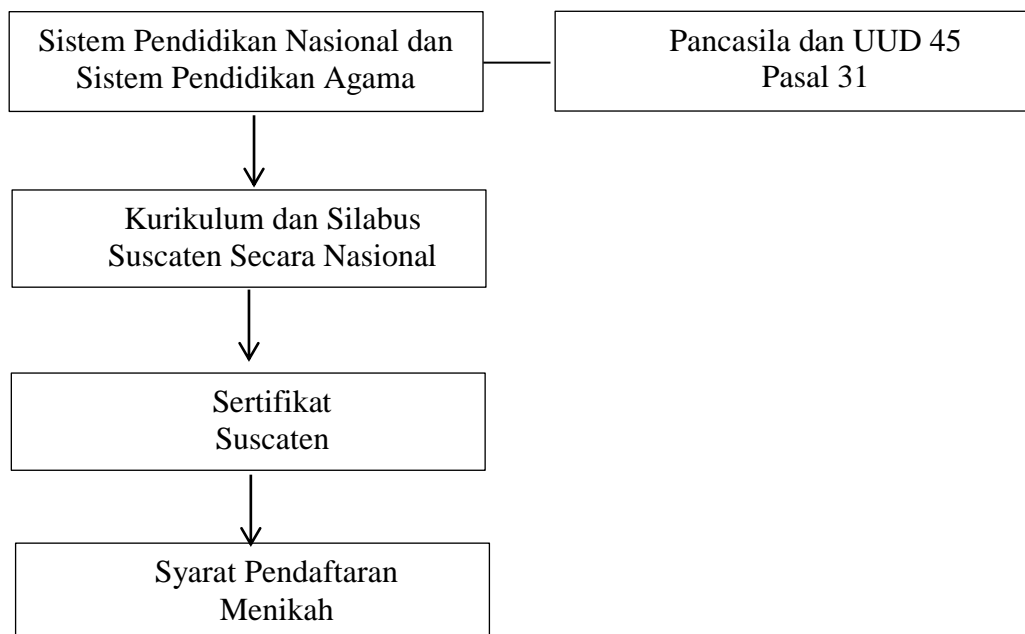 Sistem Pendidikan Nasional dan
Sistem Pendidikan Agama
Pancasila dan UUD 45
Pasal 31
Kurikulum dan Silabus
Suscaten Secara Nasional
Sertifikat
Suscaten
Syarat Pendaftaran
Menikah